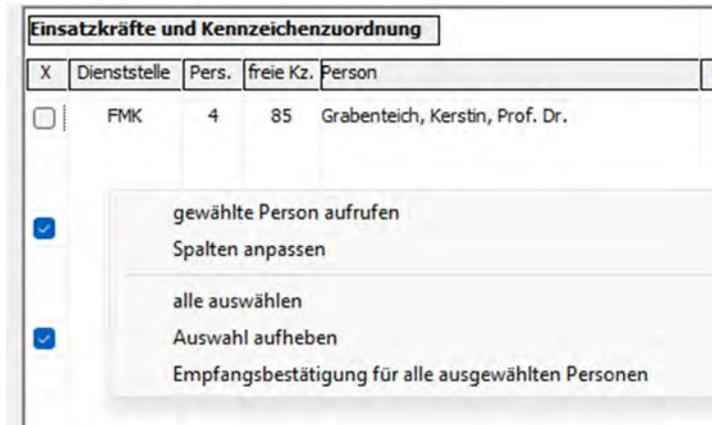 Einsatzkräfte und Kennzeichenzuordnung
X Dienststelle Pers. freie Kz. Person
FMK 4 85 Grabenteich, Kerstin, Prof. Dr.
gewählte Person aufrufen
Spalten anpassen
alle auswählen
Auswahl aufheben
Empfangsbestätigung für alle ausgewählten Personen